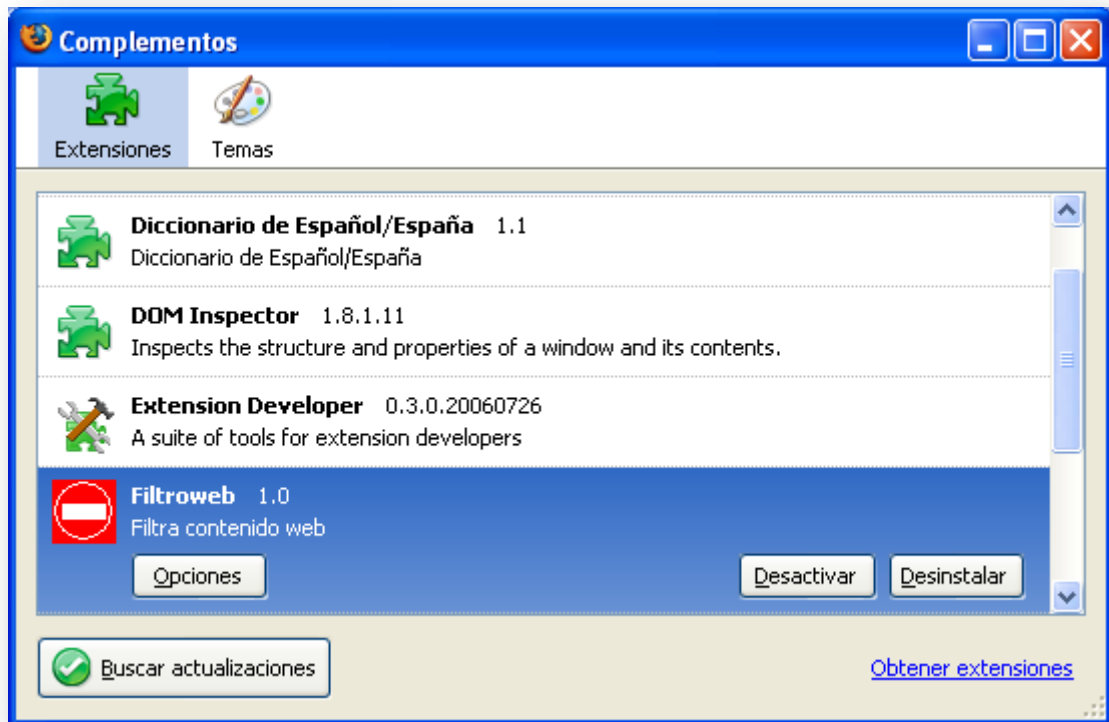 Complementos
Extensiones
Temas
Diccionario de Español/España 1.1
Diccionario de Español/España
DOM Inspector 1.8.1.11
Inspects the structure and properties of a window and its contents.
Extension Developer 0.3.0.20060726
A suite of tools for extension developers
Filtroweb 1.0
Filtra contenido web
Opciones
Desactivar
Desinstalar
Buscar actualizaciones
Obtener extensiones